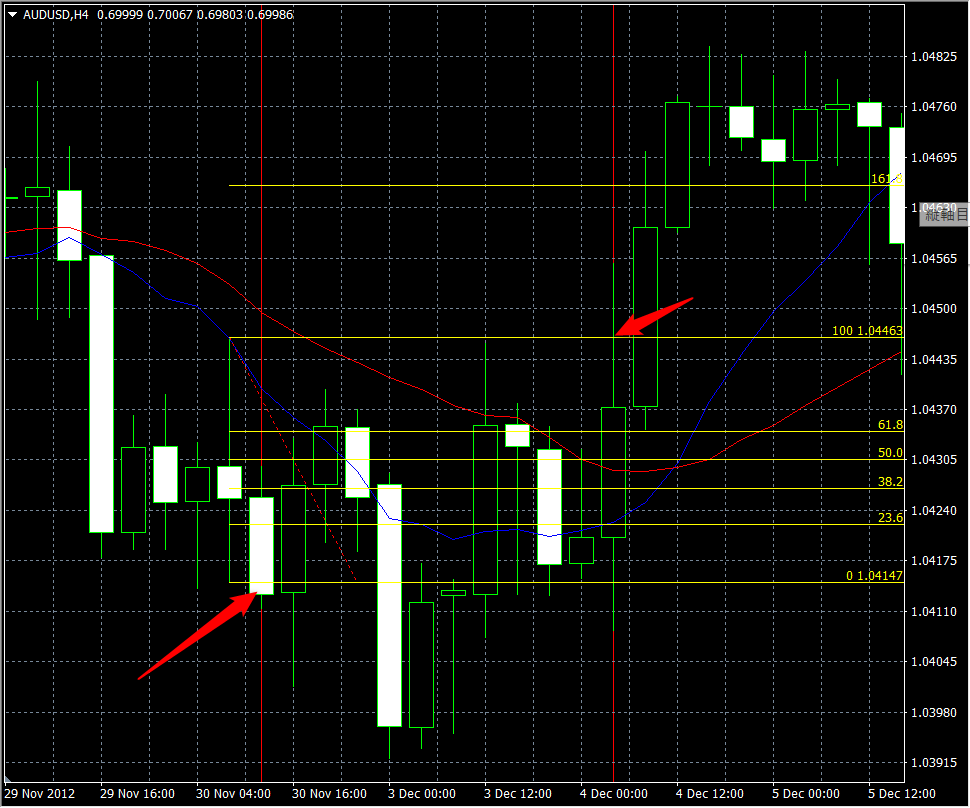 AUDUSD,H4 0.69999 0.70067 0.69803 0.69986
1.04825
1.04760
1.04695
161.8
1.04630
縦軸目
1.04565
1.04500
100 1.04463
1.04435
1.04370
61.8
50.0
1.04305
38.2
23.6
1.04240
1.04175
0 1.04147
1.04110
1.04045
1.03980
1.03915
29 Nov 2012
29 Nov 16:00
30 Nov 04:00
30 Nov 16:00
3 Dec 00:00
3 Dec 12:00
4 Dec 00:00
4 Dec 12:00
5 Dec 00:00
5 Dec 12:00